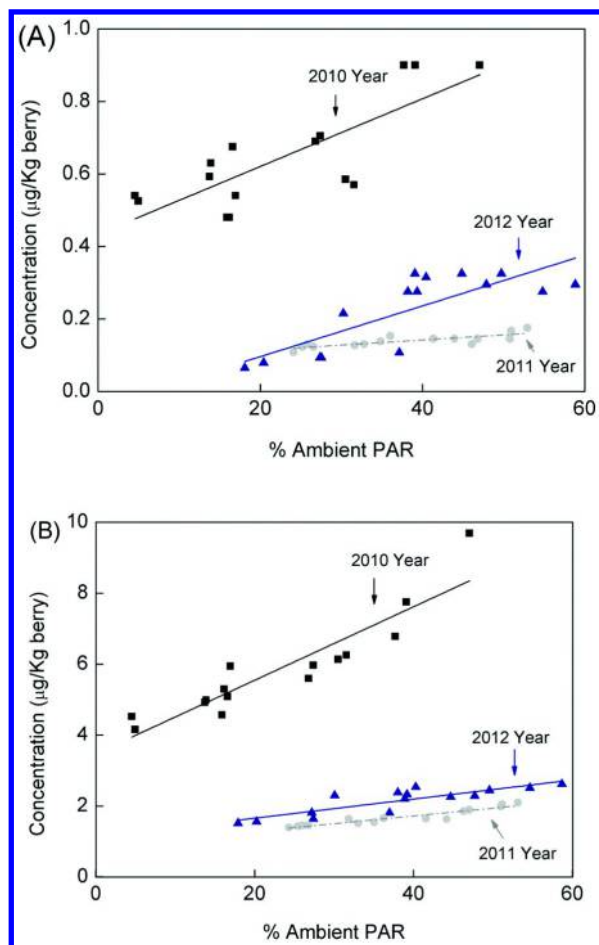 (A)
1.0
0.8
0.6
0.4
0.2
0.0
Concentration (µg/Kg berry)
2010 Year
2012 Year
2011 Year
0
20
40
60
% Ambient PAR
(B)
10
8
6
4
2
0
Concentration (µg/Kg berry)
2010 Year
2012 Year
2011 Year
0
20
40
60
% Ambient PAR